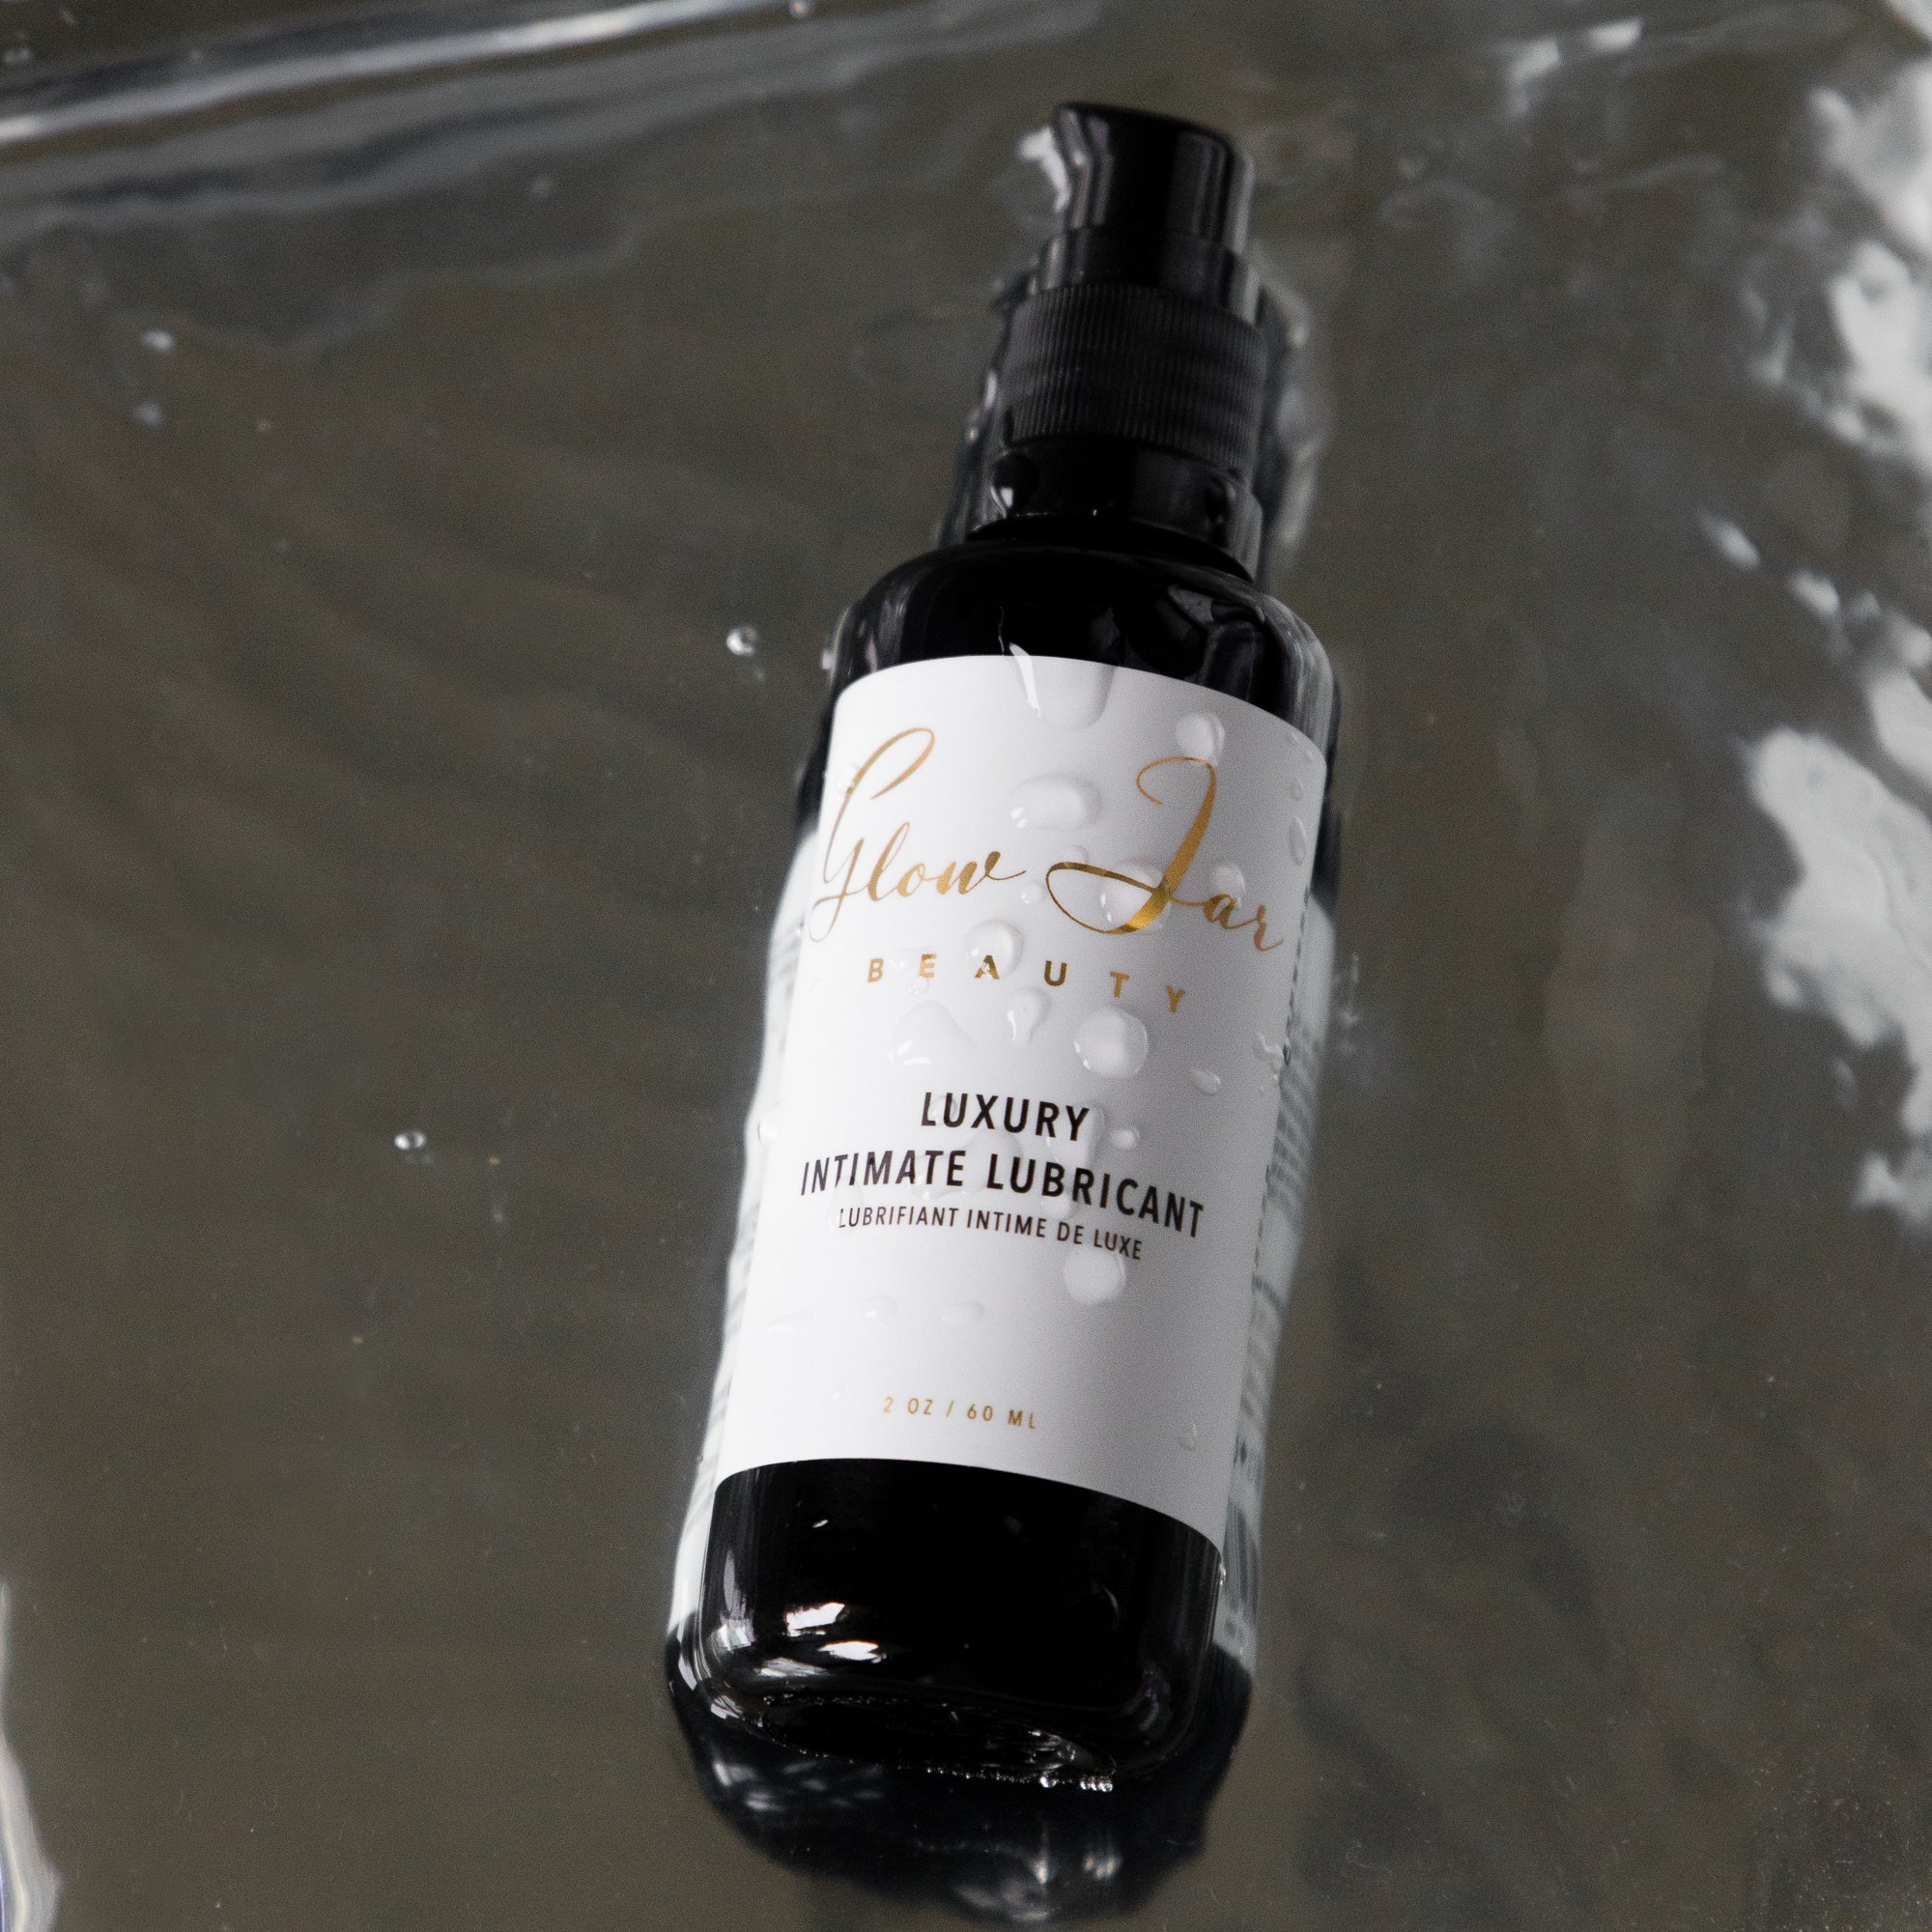 Glow Jar
BEAUTY
LUXURY
INTIMATE LUBRICANT
LUBRIFIANT INTIME DE LUXE
2 OZ / 60 ML